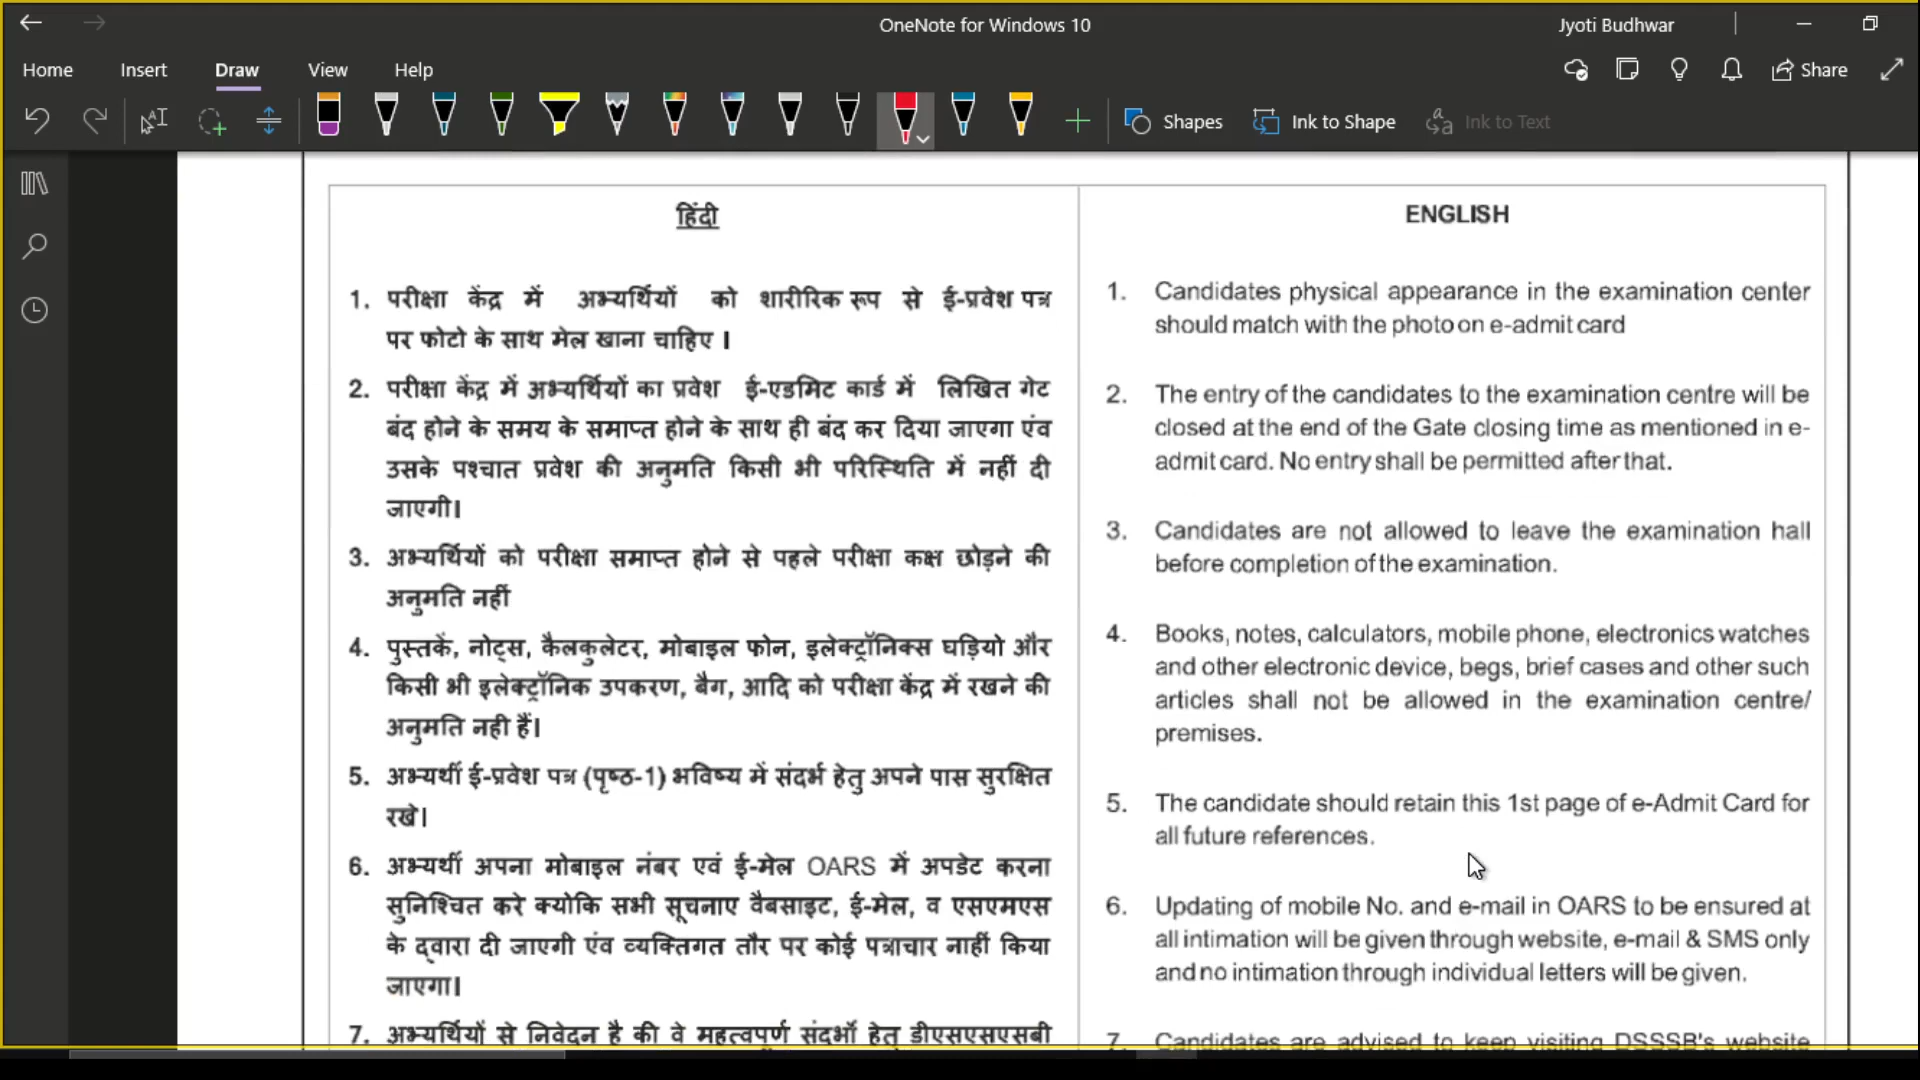 OneNote for Windows 10
Jyoti Budhwar
Home Insert Draw View Help
Share
Shapes
Ink to Shape
Ink to Text
हिंदी
1. परीक्षा केंद्र में अभ्यर्थियों को शारीरिक रूप से ई-प्रवेश पत्र
पर फोटो के साथ मेल खाना चाहिए ।
2. परीक्षा केंद्र में अभ्यर्थियों का प्रवेश ई-एडमिट कार्ड में लिखित गेट
बंद होने के समय के समाप्त होने के साथ ही बंद कर दिया जाएगा एंव
उसके पश्चात प्रवेश की अनुमति किसी भी परिस्थिति में नहीं दी
जाएगी।
3. अभ्यर्थियों को परीक्षा समाप्त होने से पहले परीक्षा कक्ष छोड़ने की
अनुमति नहीं
4. पुस्तकें, नोट्स, कैलकुलेटर, मोबाइल फोन, इलेक्ट्रॉनिक्स घड़ियो और
किसी भी इलेक्ट्रॉनिक उपकरण, बैग, आदि को परीक्षा केंद्र में रखने की
अनुमति नही हैं।
5. अभ्यर्थी ई-प्रवेश पत्र (पृष्ठ-1) भविष्य में संदर्भ हेतु अपने पास सुरक्षित
रखे।
6. अभ्यर्थी अपना मोबाइल नंबर एवं ई-मेल OARS में अपडेट करना
सुनिश्चित करे क्योकि सभी सूचनाए वैबसाइट, ई-मेल, व एसएमएस
के द्वारा दी जाएगी एंव व्यक्तिगत तौर पर कोई पत्राचार नाहीं किया
जाएगा।
7. अभ्यर्थियों से निवेदन है की वे महत्वपूर्ण संदर्भों हेतु डीएसएसएसबी
ENGLISH
1. Candidates physical appearance in the examination center
should match with the photo on e-admit card
2. The entry of the candidates to the examination centre will be
closed at the end of the Gate closing time as mentioned in e-
admit card. No entry shall be permitted after that.
3. Candidates are not allowed to leave the examination hall
before completion of the examination.
4. Books, notes, calculators, mobile phone, electronics watches
and other electronic device, begs, brief cases and other such
articles shall not be allowed in the examination centre/
premises.
5. The candidate should retain this 1st page of e-Admit Card for
all future references.
6. Updating of mobile No. and e-mail in OARS to be ensured at
all intimation will be given through website, e-mail & SMS only
and no intimation through individual letters will be given.
7. Candidates are advised to keep visiting DSSSB's website